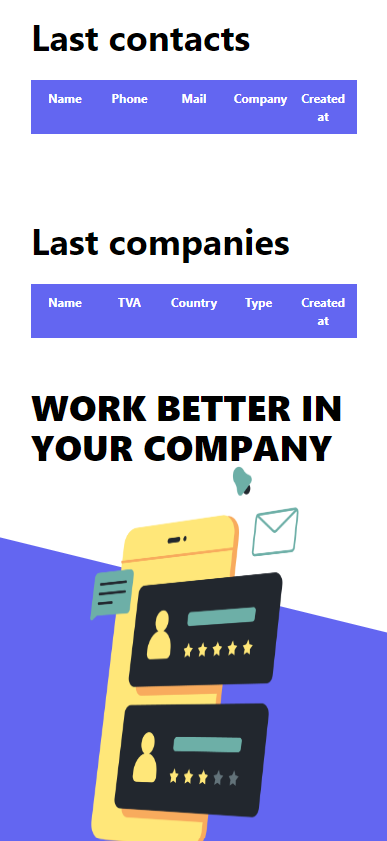 Last contacts
Name Phone Mail Company Created at
Last companies
Name TVA Country Type Created at
WORK BETTER IN
YOUR COMPANY